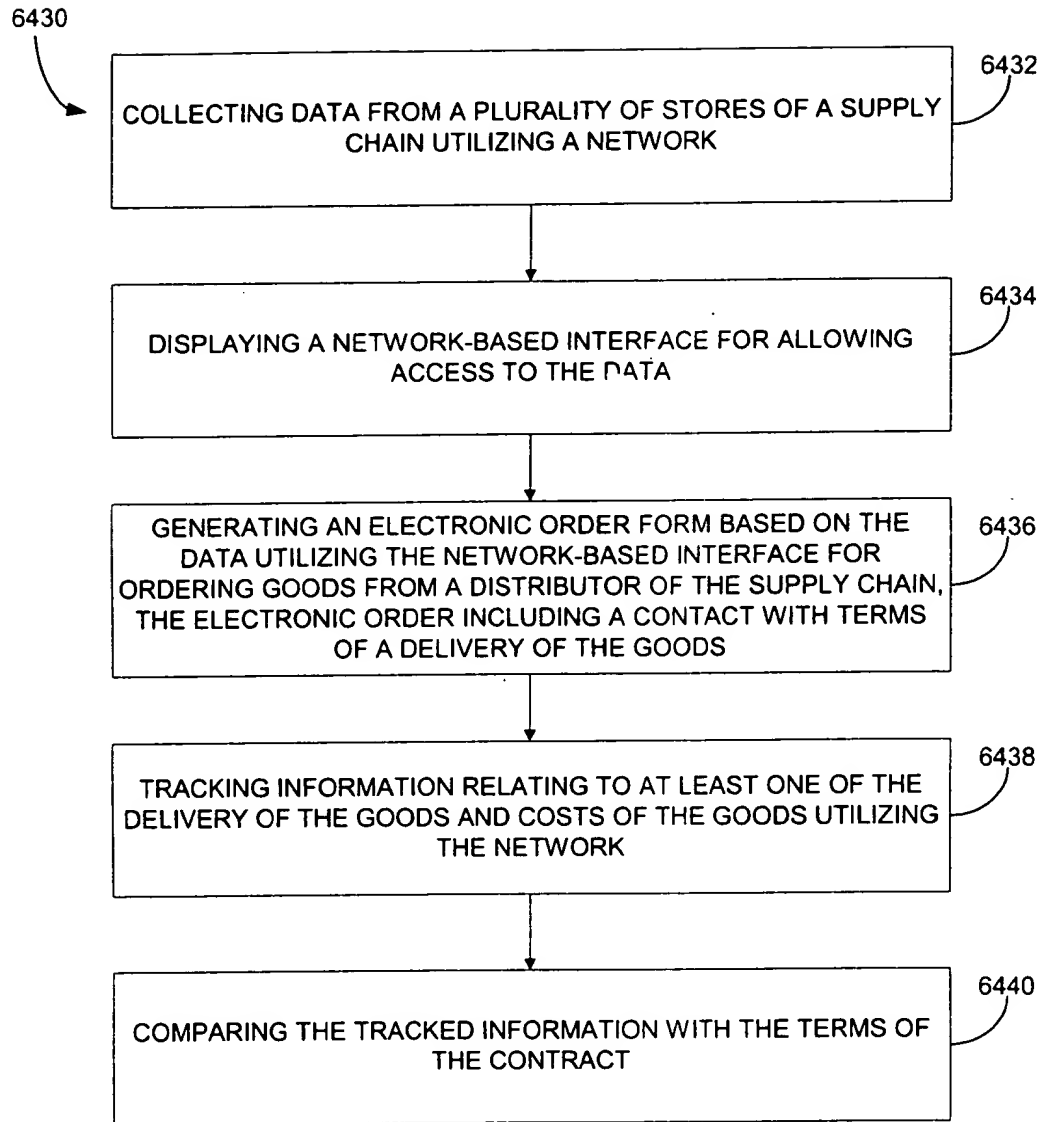 6430
6432
COLLECTING DATA FROM A PLURALITY OF STORES OF A SUPPLY
CHAIN UTILIZING A NETWORK
6434
DISPLAYING A NETWORK-BASED INTERFACE FOR ALLOWING
ACCESS TO THE DATA
6436
GENERATING AN ELECTRONIC ORDER FORM BASED ON THE
DATA UTILIZING THE NETWORK-BASED INTERFACE FOR
ORDERING GOODS FROM A DISTRIBUTOR OF THE SUPPLY CHAIN,
THE ELECTRONIC ORDER INCLUDING A CONTACT WITH TERMS
OF A DELIVERY OF THE GOODS
6438
TRACKING INFORMATION RELATING TO AT LEAST ONE OF THE
DELIVERY OF THE GOODS AND COSTS OF THE GOODS UTILIZING
THE NETWORK
6440
COMPARING THE TRACKED INFORMATION WITH THE TERMS OF
THE CONTRACT